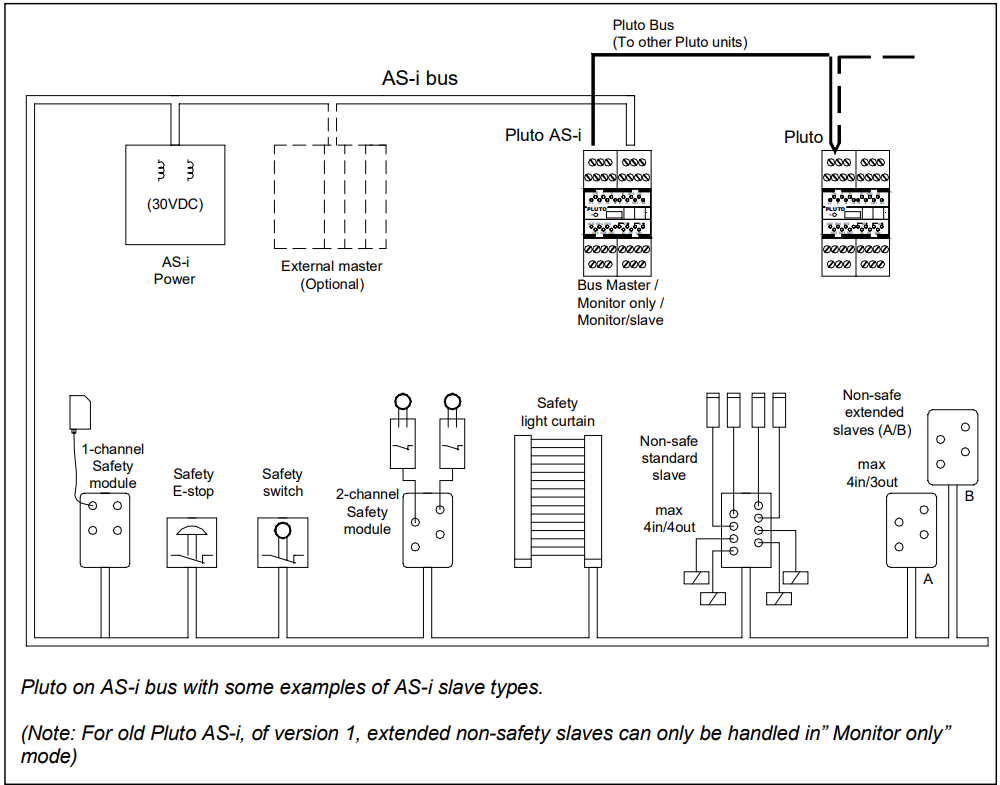 Pluto Bus
(To other Pluto units)
AS-i bus
Pluto AS-i
Pluto
(30VDC)
AS-i
Power
External master
(Optional)
PLUTO
PLUTO
Bus Master /
Monitor only /
Monitor/slave
1-channel
Safety
module
Safety
E-stop
Safety
switch
2-channel
Safety
module
Safety
light curtain
Non-safe
standard
slave
max
4in/4out
Non-safe
extended
slaves (A/B)
max
4in/3out
B
A
Pluto on AS-i bus with some examples of AS-i slave types.
(Note: For old Pluto AS-i, of version 1, extended non-safety slaves can only be handled in” Monitor only”
mode)